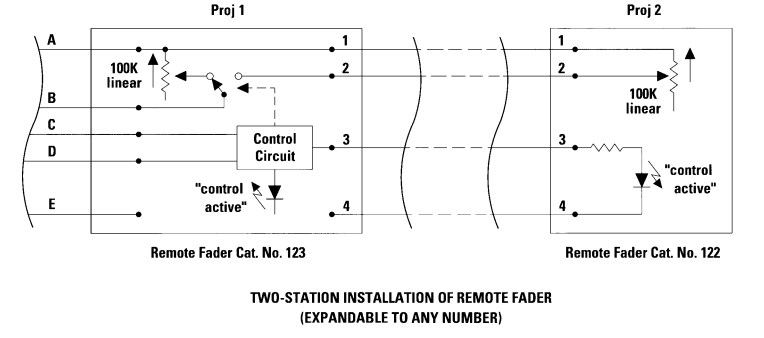 Proj 1
Proj 2
A
1
1
100K
linear
2
2
B
100K
linear
C
Control
Circuit
3
3
D
"control
active"
"control
active"
E
4
4
Remote Fader Cat. No. 123
Remote Fader Cat. No. 122
TWO-STATION INSTALLATION OF REMOTE FADER
(EXPANDABLE TO ANY NUMBER)